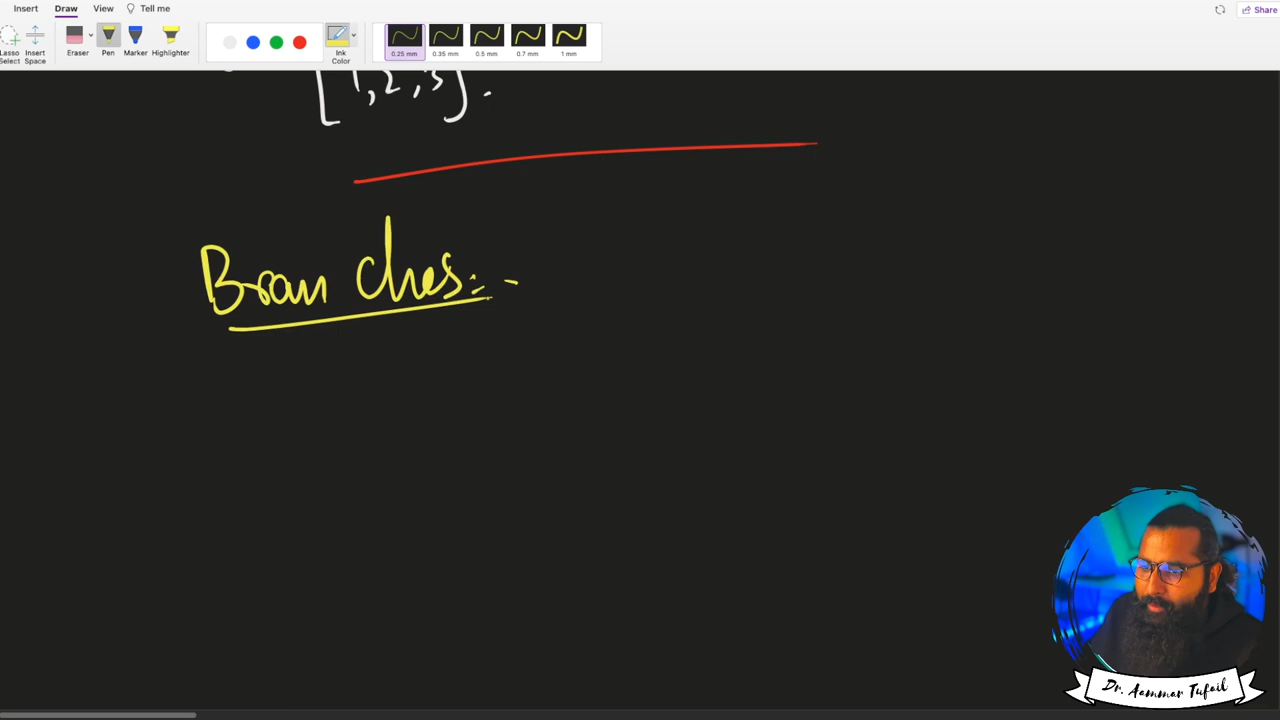 Insert Draw View Tell me
Share
Lasso Select
Insert Space
Eraser
Pen
Marker
Highlighter
Ink Color
0.25 mm
0.35 mm
0.5 mm
0.7 mm
1 mm
[1,2,3].
Branches:-
Dr. Aammar Tufail